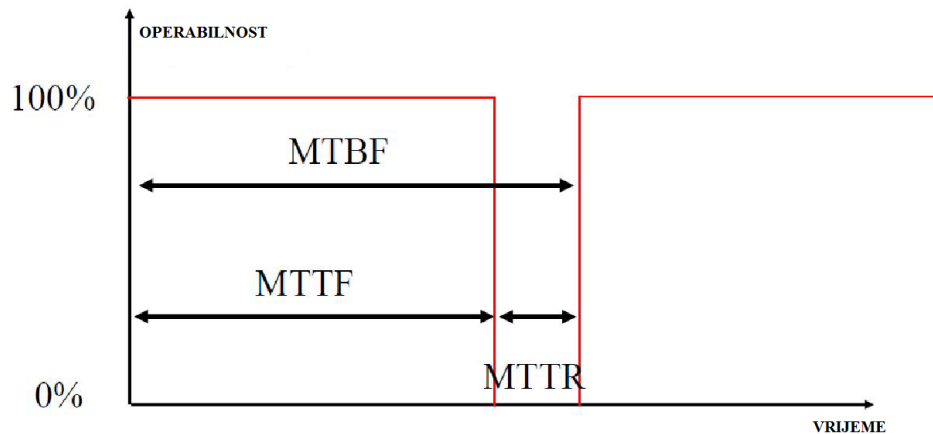 OPERABILNOST
100%
MTBF
MTTF
MTTR
0%
VRIJEME